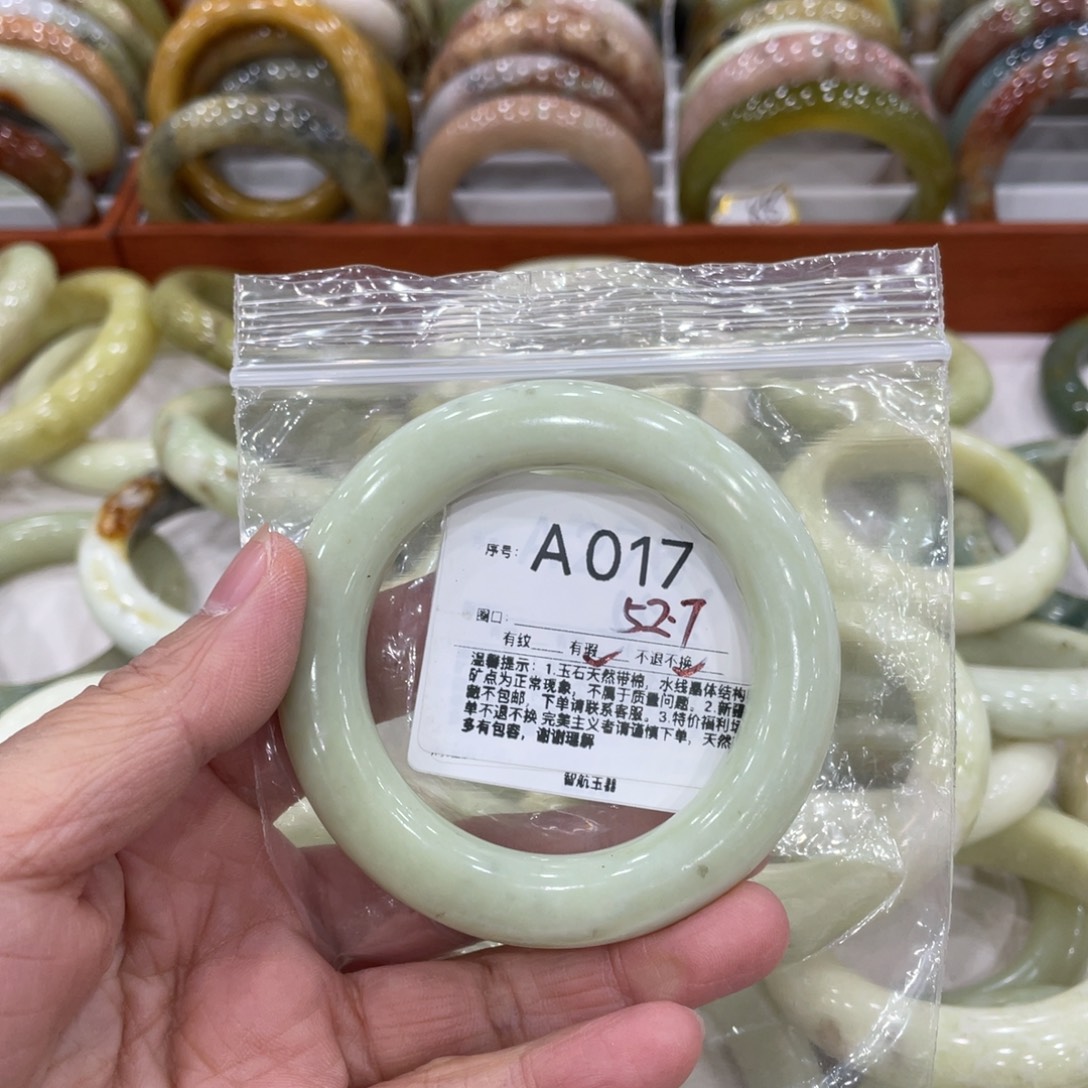 序号: A017
圈口: 52.7
有纹 有瑕✓ 不退不换✓
温馨提示：1.玉石天然带棉，水线晶体结构
矿点为正常现象，不属于质量问题。2.新疆
藏不包邮，下单请联系客服。3.特价福利
单不退不换 完美主义者请谨慎下单，天然
多有包容，谢谢理解
智航玉器